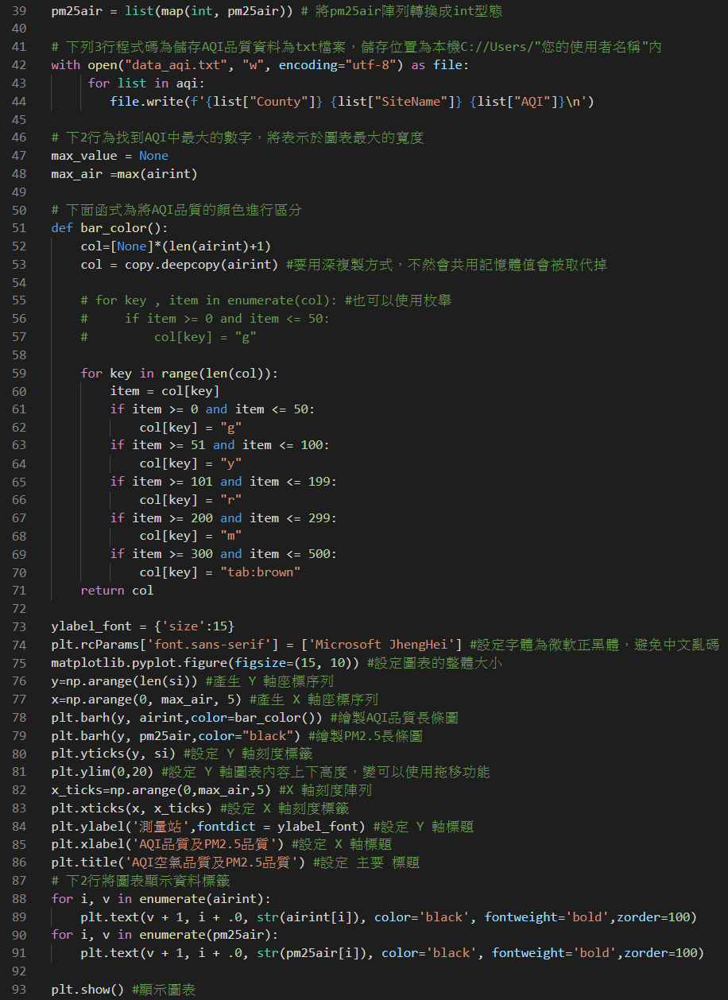 39 pm25air = list(map(int, pm25air)) # 將pm25air陣列轉換成int型態
40
41 # 下列3行程式碼為儲存AQI品質資料為txt檔案，儲存位置為本機C://Users/"您的使用者名稱"內
42 with open("data_aqi.txt", "w", encoding="utf-8") as file:
43      for list in aqi:
44         file.write(f'{list["County"]} {list["SiteName"]} {list["AQI"]}\n')
45
46 # 下2行為找到AQI中最大的數字，將表示於圖表最大的寬度
47 max_value = None
48 max_air =max(airint)
49
50 # 下面函式為將AQI品質的顏色進行區分
51 def bar_color():
52     col=[None]*(len(airint)+1)
53     col = copy.deepcopy(airint) #要用深複製方式，不然會共用記憶體值會被取代掉
54
55     # for key , item in enumerate(col): #也可以使用枚舉
56     #     if item >= 0 and item <= 50:
57     #         col[key] = "g"
58
59     for key in range(len(col)):
60         item = col[key]
61         if item >= 0 and item <= 50:
62             col[key] = "g"
63         if item >= 51 and item <= 100:
64             col[key] = "y"
65         if item >= 101 and item <= 199:
66             col[key] = "r"
67         if item >= 200 and item <= 299:
68             col[key] = "m"
69         if item >= 300 and item <= 500:
70             col[key] = "tab:brown"
71     return col
72
73 ylabel_font = {'size':15}
74 plt.rcParams['font.sans-serif'] = ['Microsoft JhengHei'] #設定字體為微軟正黑體，避免中文亂碼
75 matplotlib.pyplot.figure(figsize=(15, 10)) #設定圖表的整體大小
76 y=np.arange(len(si)) #產生 Y 軸座標序列
77 x=np.arange(0, max_air, 5) #產生 X 軸座標序列
78 plt.barh(y, airint,color=bar_color()) #繪製AQI品質長條圖
79 plt.barh(y, pm25air,color="black") #繪製PM2.5長條圖
80 plt.yticks(y, si) #設定 Y 軸刻度標籤
81 plt.ylim(0,20) #設定 Y 軸圖表內容上下高度，變可以使用拖移功能
82 x_ticks=np.arange(0,max_air,5) #X 軸刻度陣列
83 plt.xticks(x, x_ticks) #設定 X 軸刻度標籤
84 plt.ylabel('測量站',fontdict = ylabel_font) #設定 Y 軸標題
85 plt.xlabel('AQI品質及PM2.5品質') #設定 X 軸標題
86 plt.title('AQI空氣品質及PM2.5品質') #設定 主要 標題
87 # 下2行將圖表顯示資料標籤
88 for i, v in enumerate(airint):
89     plt.text(v + 1, i + .0, str(airint[i]), color='black', fontweight='bold',zorder=100)
90 for i, v in enumerate(pm25air):
91     plt.text(v + 1, i + .0, str(pm25air[i]), color='black', fontweight='bold',zorder=100)
92
93 plt.show() #顯示圖表